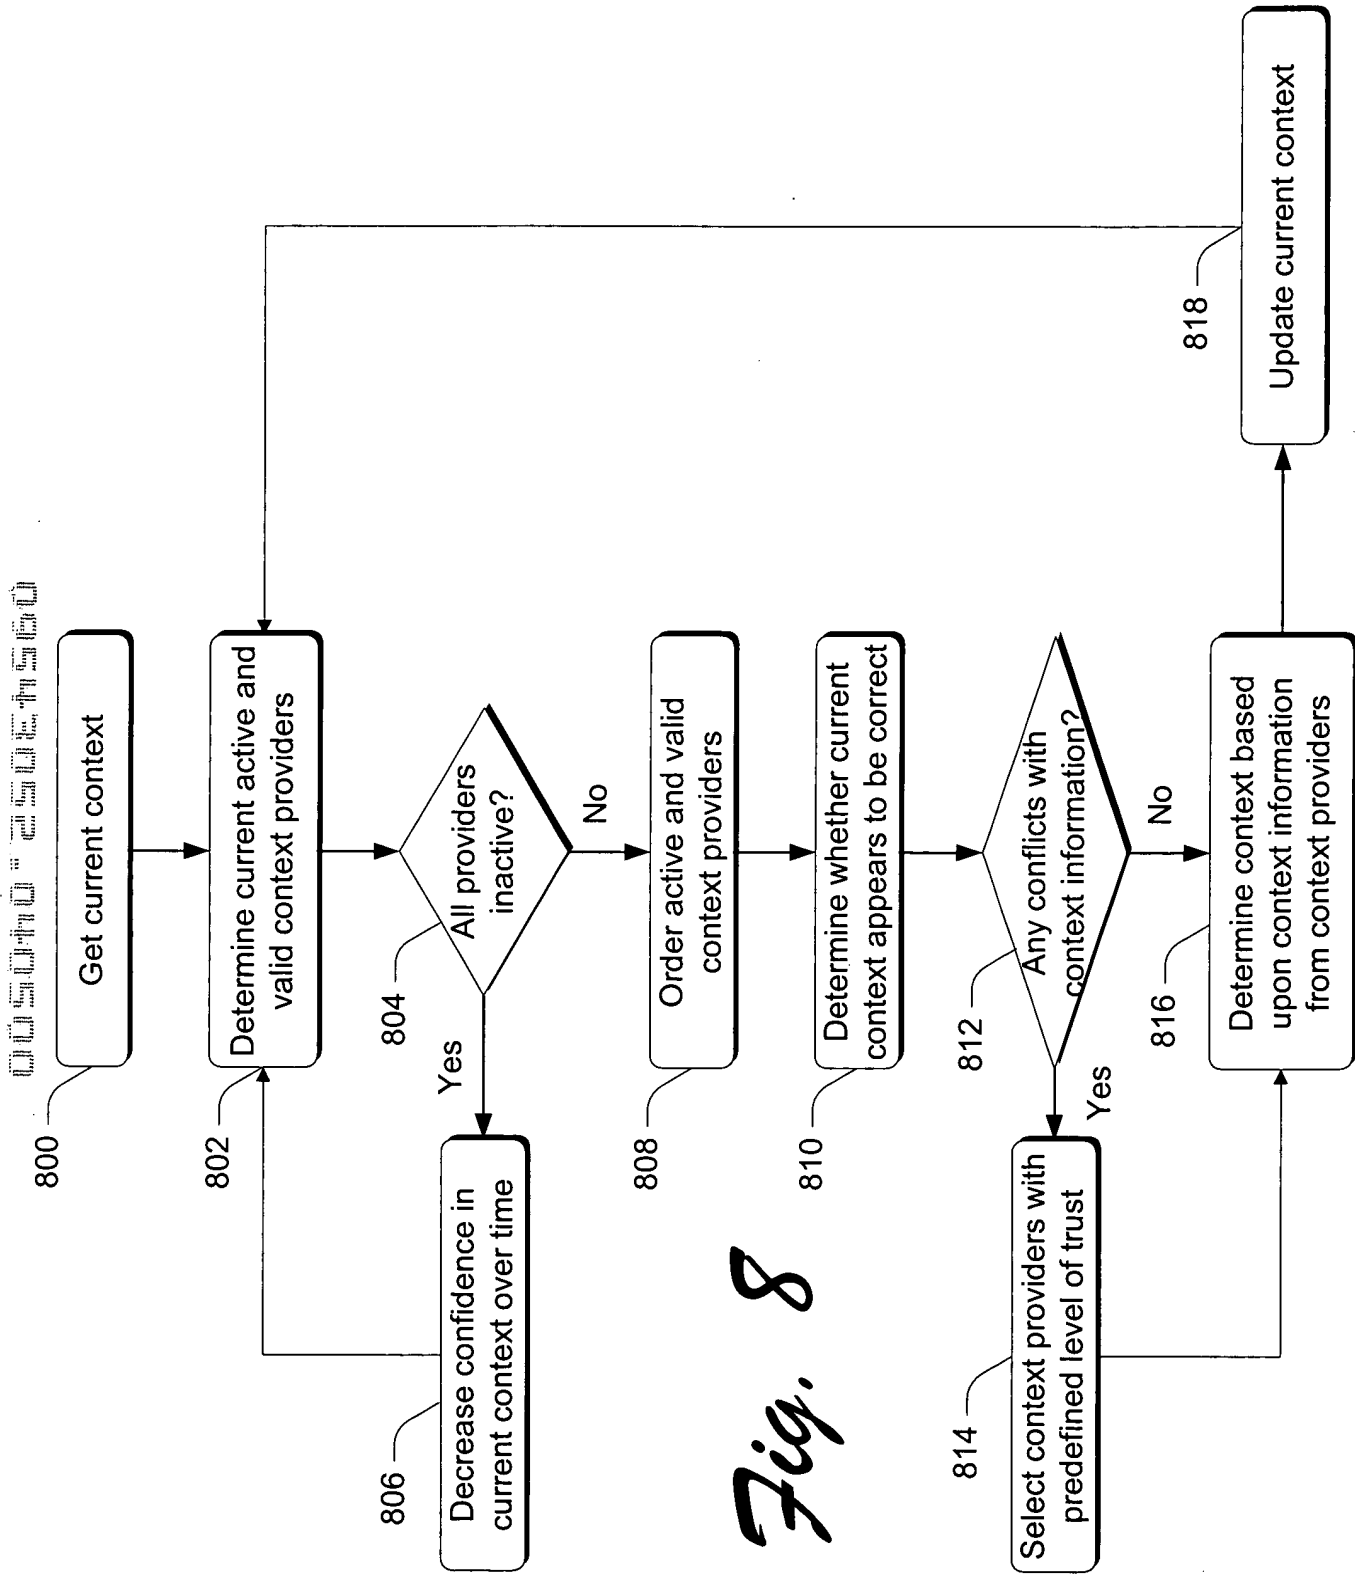 800
Get current context
802
Determine current active and
valid context providers
804
All providers
inactive?
Yes
No
806
Decrease confidence in
current context over time
808
Order active and valid
context providers
810
Determine whether current
context appears to be correct
812
Any conflicts with
context information?
Yes
No
814
Select context providers with
predefined level of trust
816
Determine context based
upon context information
from context providers
818
Update current context
Fig. 8